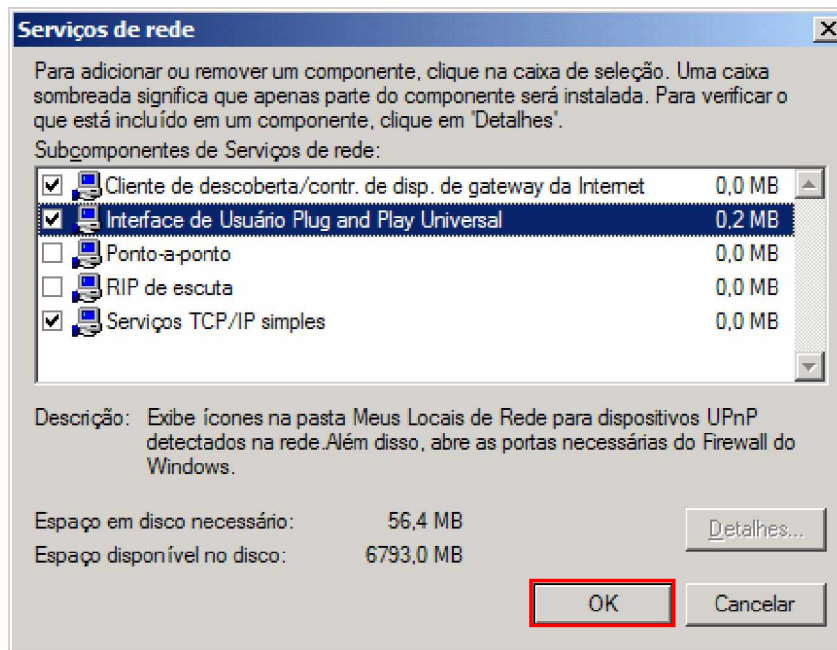 Serviços de rede
Para adicionar ou remover um componente, clique na caixa de seleção. Uma caixa
sombreada significa que apenas parte do componente será instalada. Para verificar o
que está incluído em um componente, clique em 'Detalhes'.
Subcomponentes de Serviços de rede:
Cliente de descoberta/contr. de disp. de gateway da Internet 0,0 MB
Interface de Usuário Plug and Play Universal 0,2 MB
Ponto-a-ponto 0,0 MB
RIP de escuta 0,0 MB
Serviços TCP/IP simples 0,0 MB
Descrição: Exibe ícones na pasta Meus Locais de Rede para dispositivos UPnP
detectados na rede.Além disso, abre as portas necessárias do Firewall do
Windows.
Espaço em disco necessário: 56,4 MB
Detalhes...
Espaço disponível no disco: 6793,0 MB
OK Cancelar